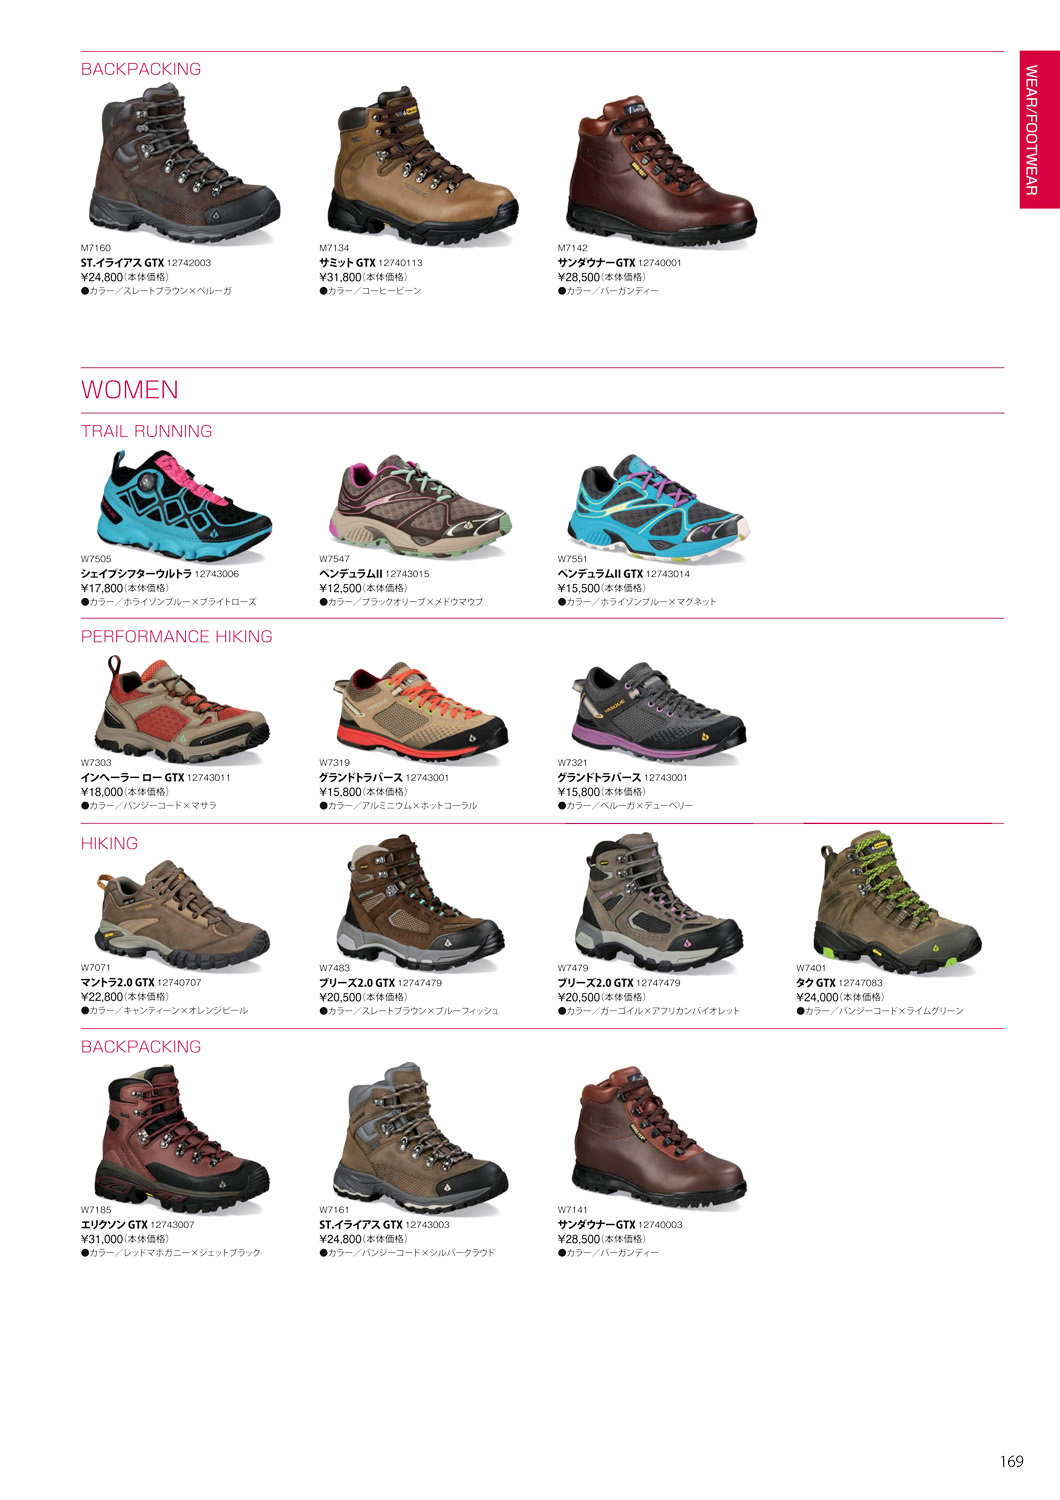 WEAR/FOOTWEAR
BACKPACKING
M7160
ST.イライアス GTX 12742003
¥24,800(本体価格)
●カラー／スレートブラウン×ベルーガ
M7134
サミット GTX 12740113
¥31,800(本体価格)
●カラー／コーヒービーン
M7142
サンダウナーGTX 12740001
¥28,500(本体価格)
●カラー／バーガンディー
WOMEN
TRAIL RUNNING
W7505
シェイプシフターウルトラ 12743006
¥17,800(本体価格)
●カラー／ホライゾンブルー×ブライトローズ
W7547
ペンデュラムII 12743015
¥12,500(本体価格)
●カラー／ブラックオリーブ×メドウマウブ
W7551
ペンデュラムII GTX 12743014
¥15,500(本体価格)
●カラー／ホライゾンブルー×マグネット
PERFORMANCE HIKING
W7303
インヘーラー ロー GTX 12743011
¥18,000(本体価格)
●カラー／バンジーコード×マサラ
W7319
グランドトラバース 12743001
¥15,800(本体価格)
●カラー／アルミニウム×ホットコーラル
W7321
グランドトラバース 12743001
¥15,800(本体価格)
●カラー／ベルーガ×デューベリー
HIKING
W7071
マントラ2.0 GTX 12740707
¥22,800(本体価格)
●カラー／キャンティーン×オレンジピール
W7483
ブリーズ2.0 GTX 12747479
¥20,500(本体価格)
●カラー／スレートブラウン×ブルーフィッシュ
W7479
ブリーズ2.0 GTX 12747479
¥20,500(本体価格)
●カラー／ガーゴイル×アフリカンバイオレット
W7401
タク GTX 12747083
¥24,000(本体価格)
●カラー／バンジーコード×ライムグリーン
BACKPACKING
W7185
エリクソン GTX 12743007
¥31,000(本体価格)
●カラー／レッドマホガニー×ジェットブラック
W7161
ST.イライアス GTX 12743003
¥24,800(本体価格)
●カラー／バンジーコード×シルバークラウド
W7141
サンダウナーGTX 12740003
¥28,500(本体価格)
●カラー／バーガンディー
169